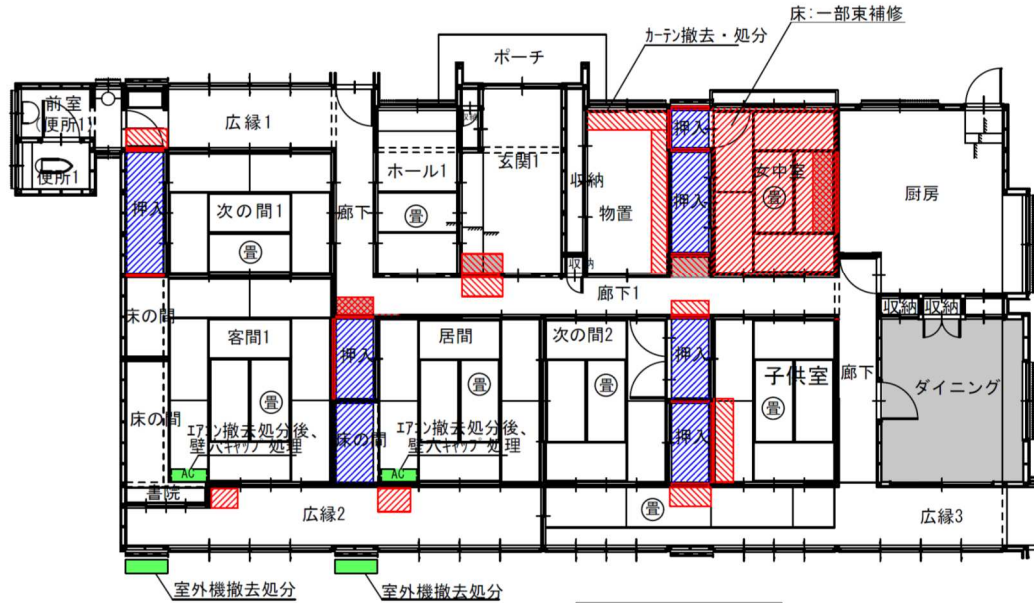 床:一部束補修
カーテン撤去・処分
ポーチ
前室
(便所1)
広縁1
収納
押入
便所1
押入
次の間1
畳
廊下
ホール1
畳
玄関1
収納
物置
押入
女中室
畳
厨房
収納
廊下1
床の間
客間1
畳
押入
居間
畳
次の間2
畳
押入
子供室
畳
廊下
収納
収納
ダイニング
床の間
エアコン撤去処分後、
壁穴キャップ処理
AC
床の間
エアコン撤去処分後、
壁穴キャップ処理
AC
押入
書院
広縁2
畳
広縁3
室外機撤去処分
室外機撤去処分